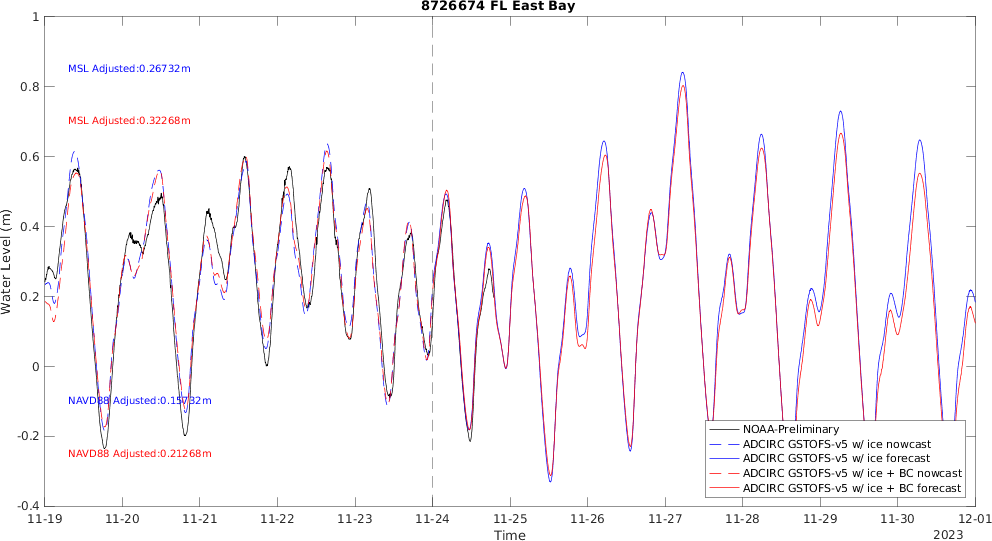 8726674 FL East Bay
1
0.8
0.6
0.4
0.2
0
-0.2
-0.4
Water Level (m)
MSL Adjusted:0.26732m
MSL Adjusted:0.32268m
NAVD88 Adjusted:0.15732m
NAVD88 Adjusted:0.21268m
NOAA-Preliminary
ADCIRC GSTOFS-v5 w/ ice nowcast
ADCIRC GSTOFS-v5 w/ ice forecast
ADCIRC GSTOFS-v5 w/ ice + BC nowcast
ADCIRC GSTOFS-v5 w/ ice + BC forecast
11-19 11-20 11-21 11-22 11-23 11-24 11-25 11-26 11-27 11-28 11-29 11-30 12-01
Time
2023